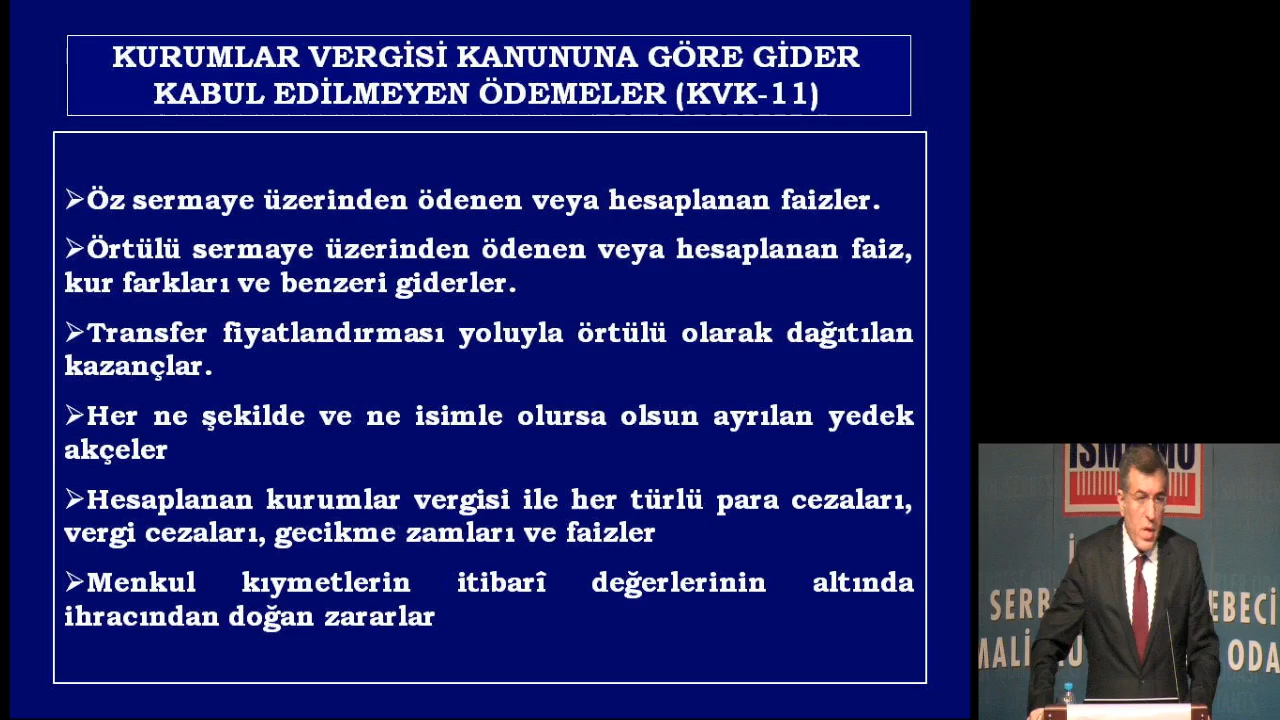 KURUMLAR VERGİSİ KANUNUNA GÖRE GİDER
KABUL EDİLMEYEN ÖDEMELER (KVK-11)
➢Öz sermaye üzerinden ödenen veya hesaplanan faizler.
➢Örtülü sermaye üzerinden ödenen veya hesaplanan faiz,
kur farkları ve benzeri giderler.
➢Transfer fiyatlandırması yoluyla örtülü olarak dağıtılan
kazançlar.
➢Her ne şekilde ve ne isimle olursa olsun ayrılan yedek
akçeler
➢Hesaplanan kurumlar vergisi ile her türlü para cezaları,
vergi cezaları, gecikme zamları ve faizler
➢Menkul kıymetlerin itibarî değerlerinin altında
ihracından doğan zararlar